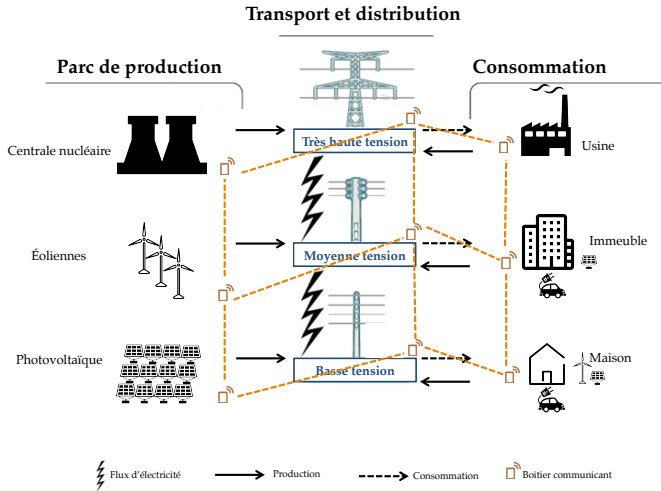 Transport et distribution
Parc de production
Consommation
Centrale nucléaire
Très haute tension
Usine
Éoliennes
Moyenne tension
Immeuble
Photovoltaïque
Basse tension
Maison
Flux d'électricité
Production
Consommation
Boitier communicant